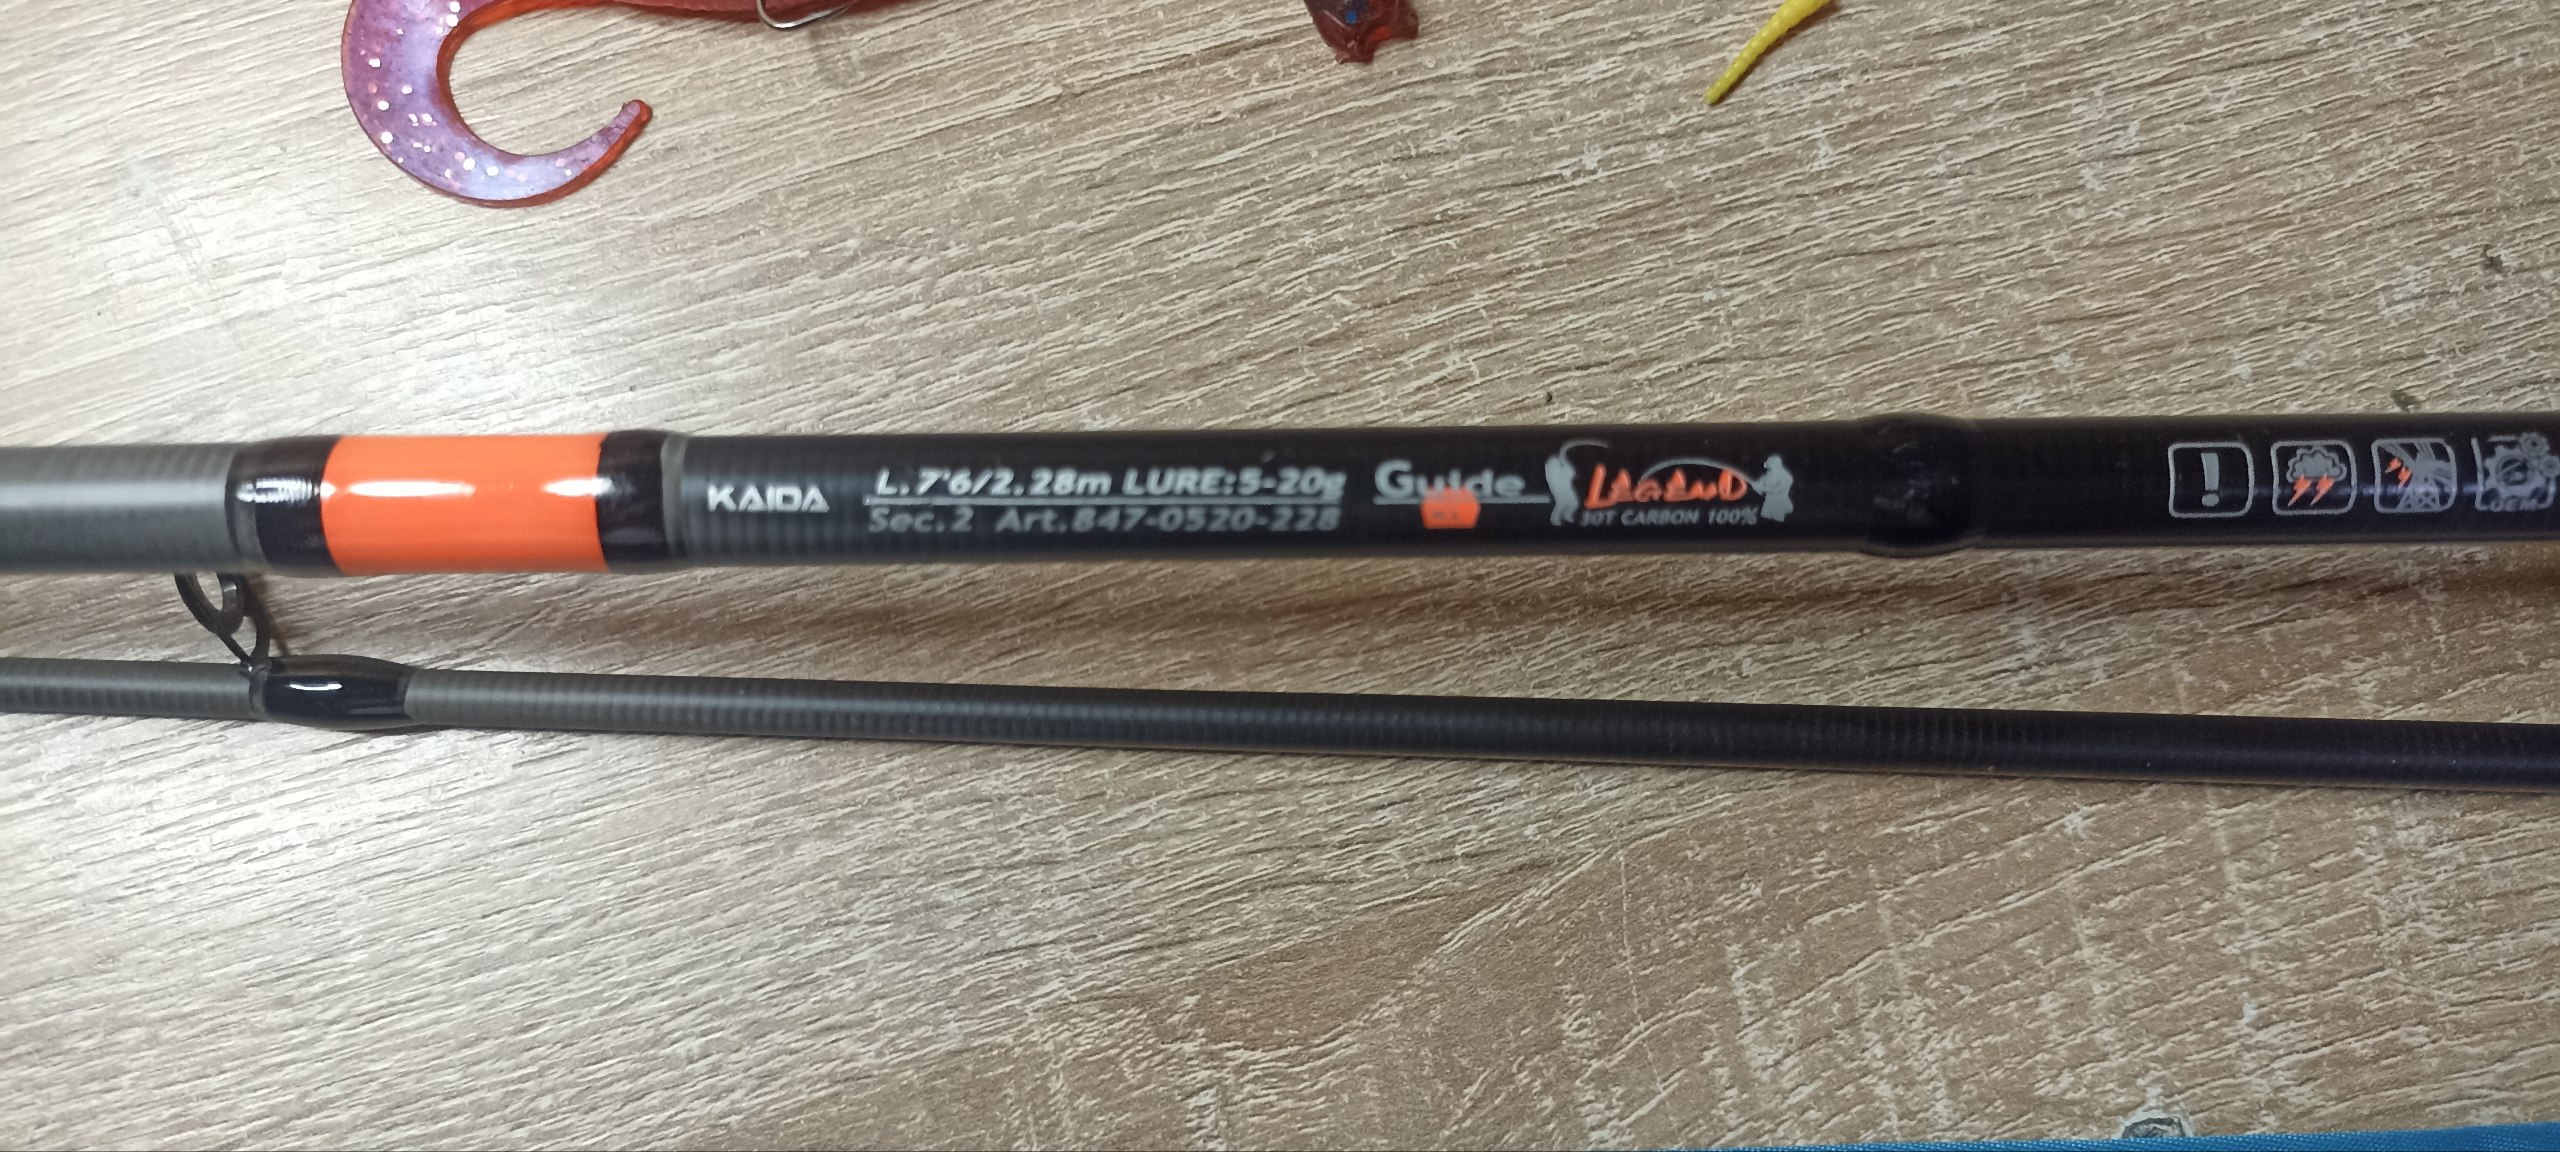 KAIDA
L.7'6/2.28m LURE:5-20g
Sec.2 Art.847-0520-228
Guide
LEGEND
30T CARBON 100%
!
OEM